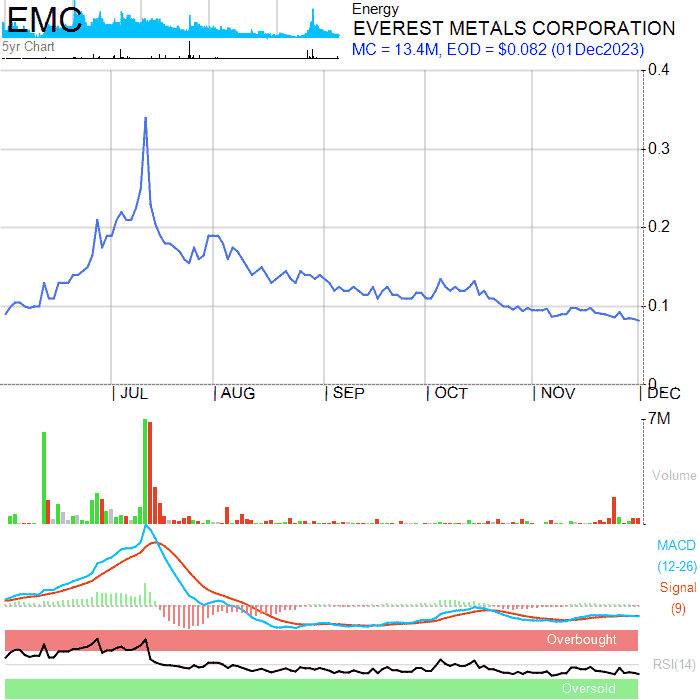 EMC
5yr Chart
Energy
EVEREST METALS CORPORATION
MC = 13.4M, EOD = $0.082 (01Dec2023)
0.4
0.3
0.2
0.1
0
JUL AUG SEP OCT NOV DEC
7M
Volume
MACD
(12-26)
Signal
(9)
Overbought
RSI(14)
Oversold